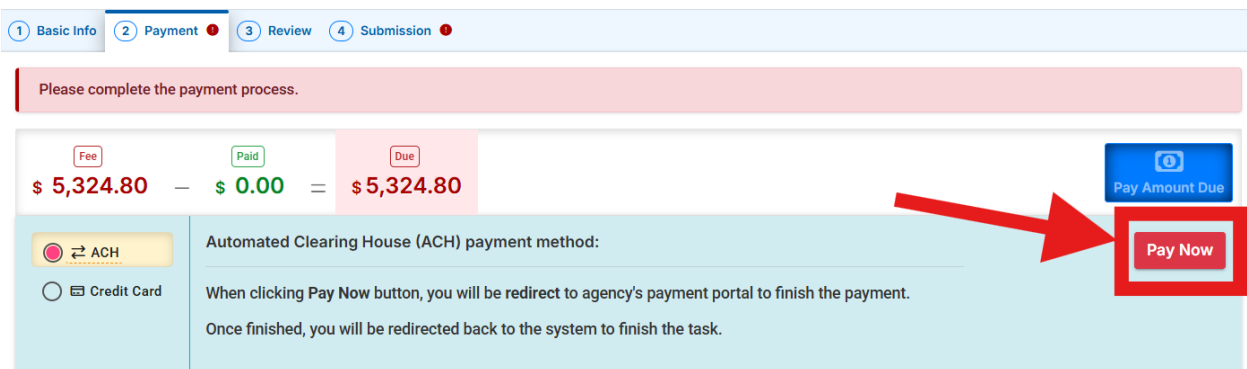 1 Basic Info 2 Payment ! 3 Review 4 Submission !
Please complete the payment process.
Fee Paid Due
$ 5,324.80 – $ 0.00 = $ 5,324.80
Pay Amount Due
ACH
Credit Card
Automated Clearing House (ACH) payment method:
Pay Now
When clicking Pay Now button, you will be redirect to agency's payment portal to finish the payment.
Once finished, you will be redirected back to the system to finish the task.